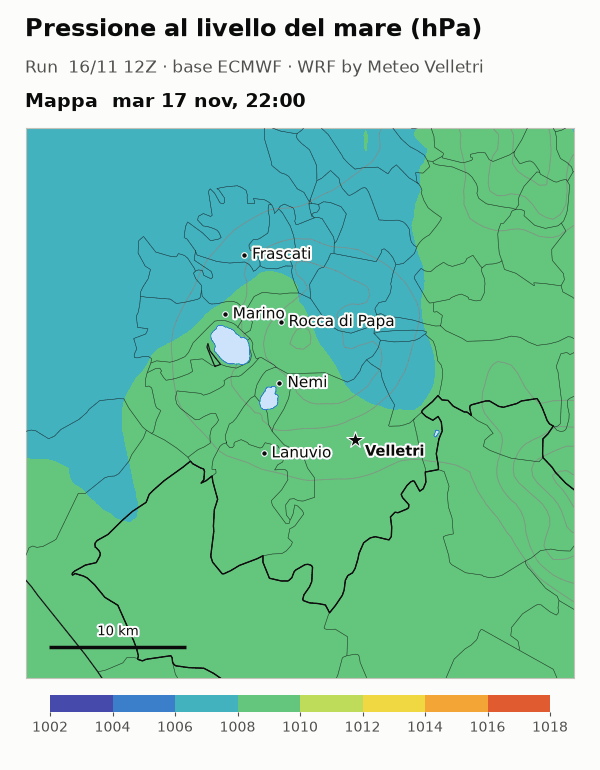 Pressione al livello del mare (hPa)
Run  16/11 12Z · base ECMWF · WRF by Meteo Velletri
Mappa  mar 17 nov, 22:00
Frascati
Marino
Rocca di Papa
Nemi
Velletri
Lanuvio
10 km
1002 1004 1006 1008 1010 1012 1014 1016 1018